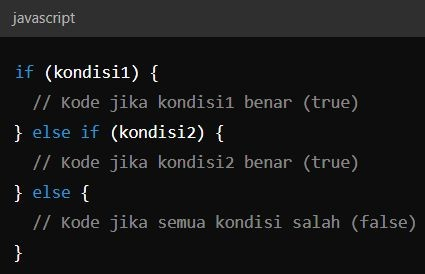 javascript
if (kondisi1) {
  // Kode jika kondisi1 benar (true)
} else if (kondisi2) {
  // Kode jika kondisi2 benar (true)
} else {
  // Kode jika semua kondisi salah (false)
}